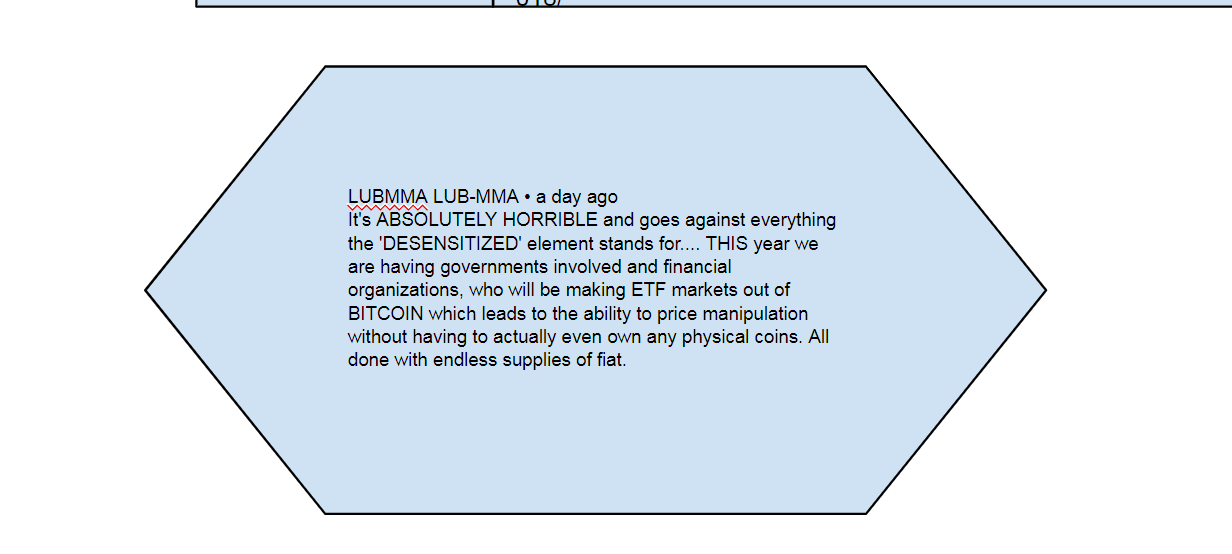 LUBMMA LUB-MMA • a day ago
It's ABSOLUTELY HORRIBLE and goes against everything
the 'DESENSITIZED' element stands for.... THIS year we
are having governments involved and financial
organizations, who will be making ETF markets out of
BITCOIN which leads to the ability to price manipulation
without having to actually even own any physical coins. All
done with endless supplies of fiat.